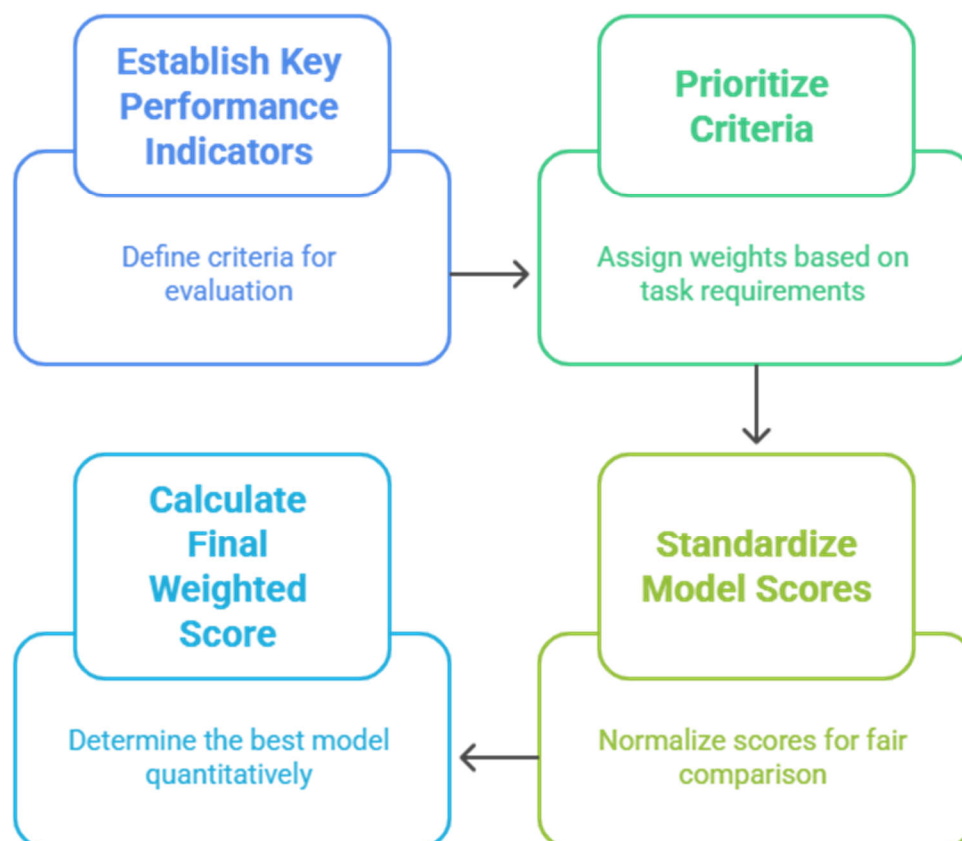 Establish Key
Performance
Indicators
Define criteria for
evaluation
Prioritize
Criteria
Assign weights based on
task requirements
Standardize
Model Scores
Normalize scores for fair
comparison
Calculate
Final
Weighted
Score
Determine the best model
quantitatively